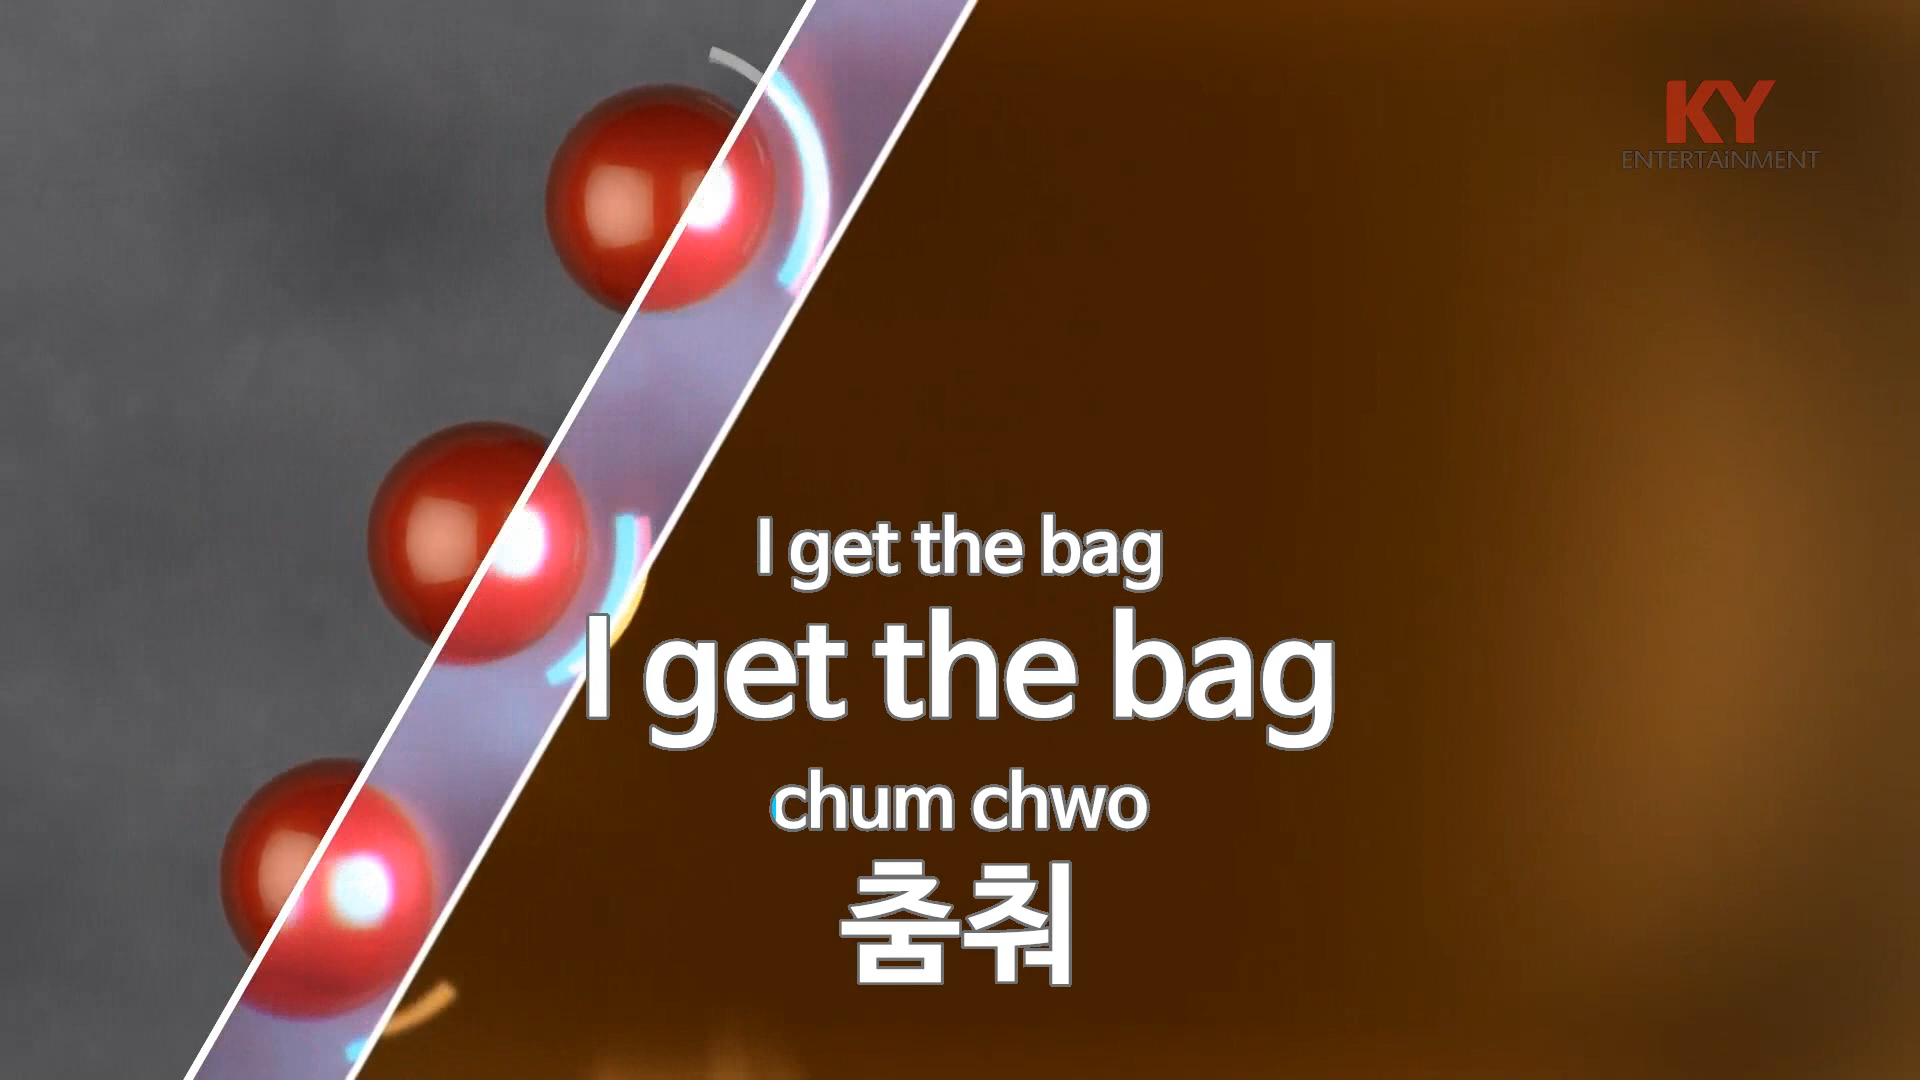 KY
ENTERTAiNMENT
I get the bag
I get the bag
chum chwo
춤춰